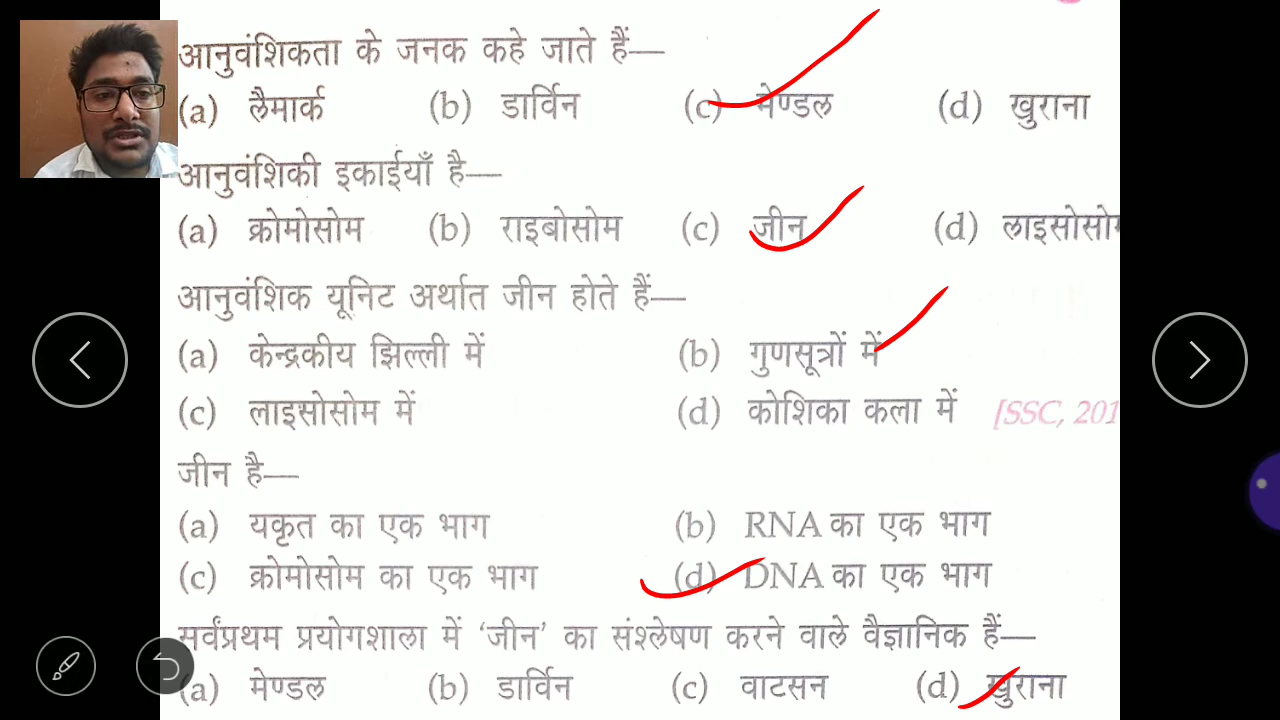 आनुवंशिकता के जनक कहे जाते हैं—
(a) लैमार्क (b) डार्विन (c) मेण्डल (d) खुराना
आनुवंशिकी इकाईयाँ है—
(a) क्रोमोसोम (b) राइबोसोम (c) जीन (d) लाइसोसोम
आनुवंशिक यूनिट अर्थात जीन होते हैं—
(a) केन्द्रकीय झिल्ली में (b) गुणसूत्रों में
(c) लाइसोसोम में (d) कोशिका कला में [SSC, 201
जीन है—
(a) यकृत का एक भाग (b) RNA का एक भाग
(c) क्रोमोसोम का एक भाग (d) DNA का एक भाग
सर्वप्रथम प्रयोगशाला में ‘जीन’ का संश्लेषण करने वाले वैज्ञानिक हैं—
(a) मेण्डल (b) डार्विन (c) वाटसन (d) खुराना